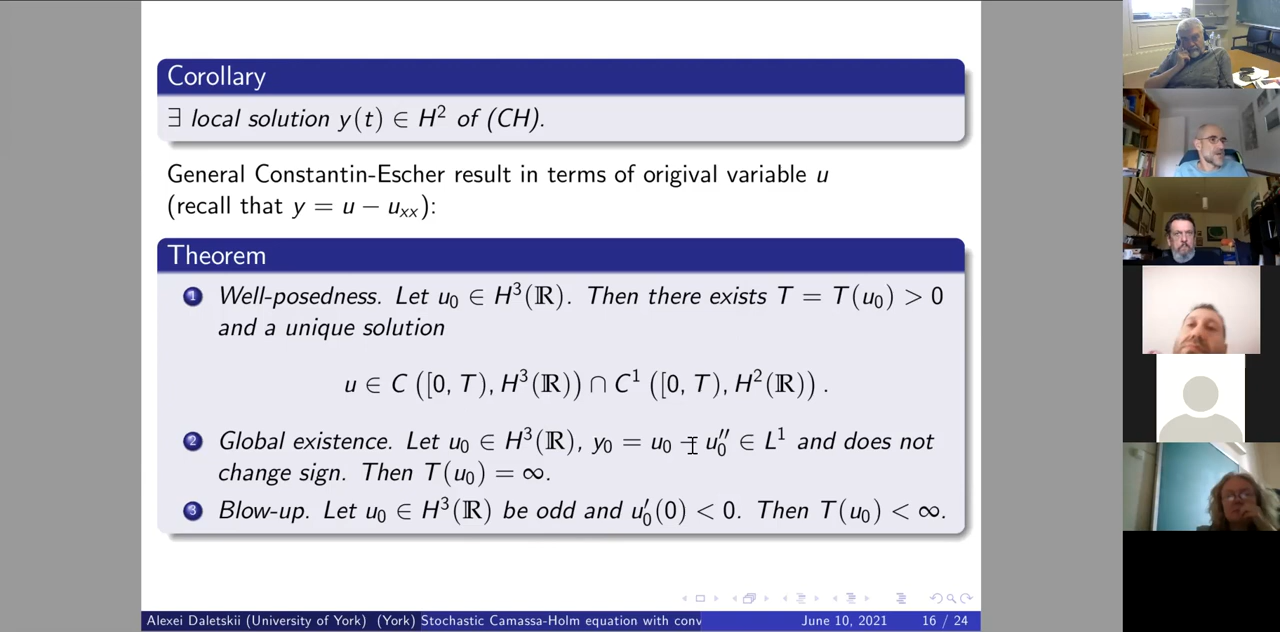 Corollary
∃ local solution y(t) ∈ H² of (CH).
General Constantin-Escher result in terms of origival variable u
(recall that y = u − uₓₓ):
Theorem
1 Well-posedness. Let u₀ ∈ H³(ℝ). Then there exists T = T(u₀) > 0
and a unique solution
u ∈ C ([0, T), H³(ℝ)) ∩ C¹ ([0, T), H²(ℝ)) .
2 Global existence. Let u₀ ∈ H³(ℝ), y₀ = u₀ − u₀′′ ∈ L¹ and does not
change sign. Then T(u₀) = ∞.
3 Blow-up. Let u₀ ∈ H³(ℝ) be odd and u₀′(0) < 0. Then T(u₀) < ∞.
Alexei Daletskii (University of York) (York) Stochastic Camassa-Holm equation with conv June 10, 2021 16 / 24